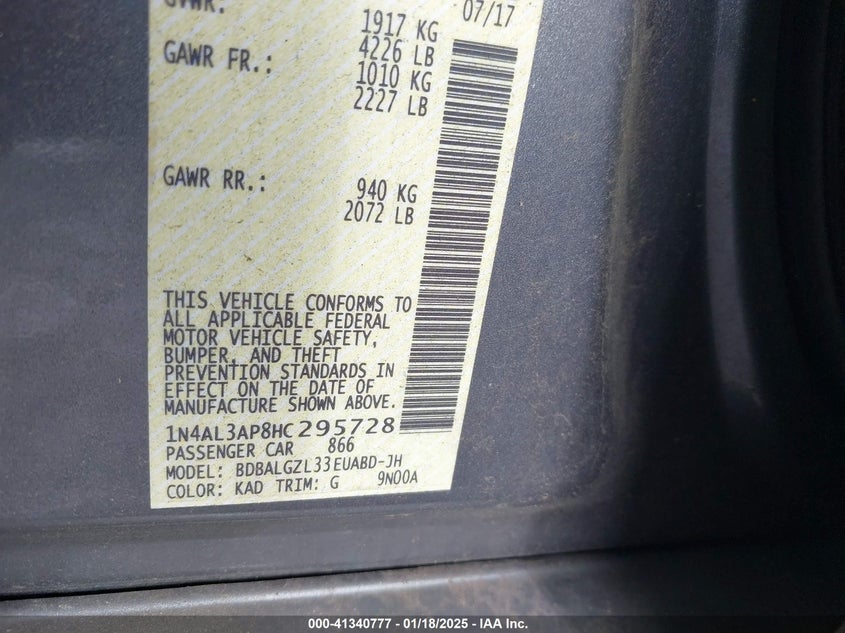 GVWR:
07/17
1917 KG
4226 LB
GAWR FR.:
1010 KG
2227 LB
GAWR RR.:
940 KG
2072 LB
THIS VEHICLE CONFORMS TO
ALL APPLICABLE FEDERAL
MOTOR VEHICLE SAFETY,
BUMPER, AND THEFT
PREVENTION STANDARDS IN
EFFECT ON THE DATE OF
MANUFACTURE SHOWN ABOVE.
1N4AL3AP8HC295728
PASSENGER CAR 866
MODEL: BDBALGZL33EUABD-JH
COLOR: KAD TRIM: G 9N00A
000-41340777 - 01/18/2025 - IAA Inc.